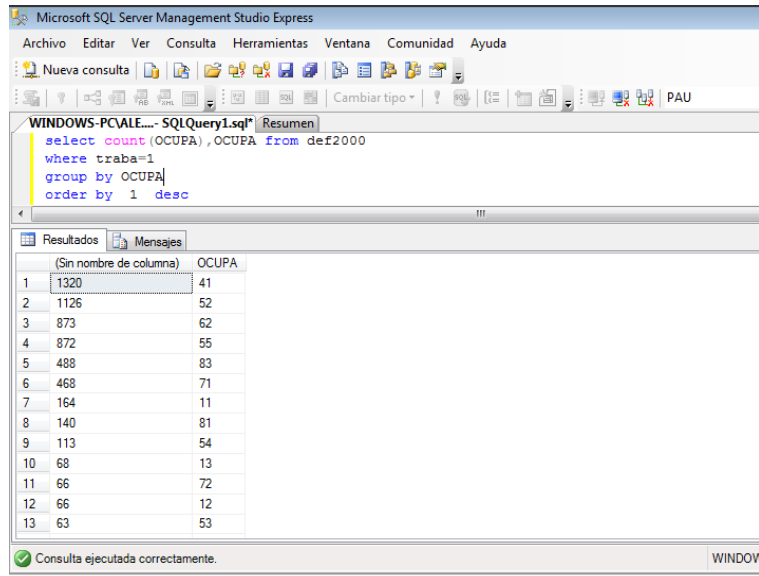 Microsoft SQL Server Management Studio Express
Archivo Editar Ver Consulta Herramientas Ventana Comunidad Ayuda
Nueva consulta
Cambiar tipo PAU
WINDOWS-PC\ALE....- SQLQuery1.sql* Resumen
select count(OCUPA),OCUPA from def2000
where traba=1
group by OCUPA
order by 1 desc
Resultados Mensajes
(Sin nombre de columna) OCUPA
1 1320 41
2 1126 52
3 873 62
4 872 55
5 488 83
6 468 71
7 164 11
8 140 81
9 113 54
10 68 13
11 66 72
12 66 12
13 63 53
Consulta ejecutada correctamente. WINDOW